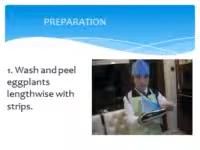 PREPARATION
1. Wash and peel
eggplants
lengthwise with
strips.